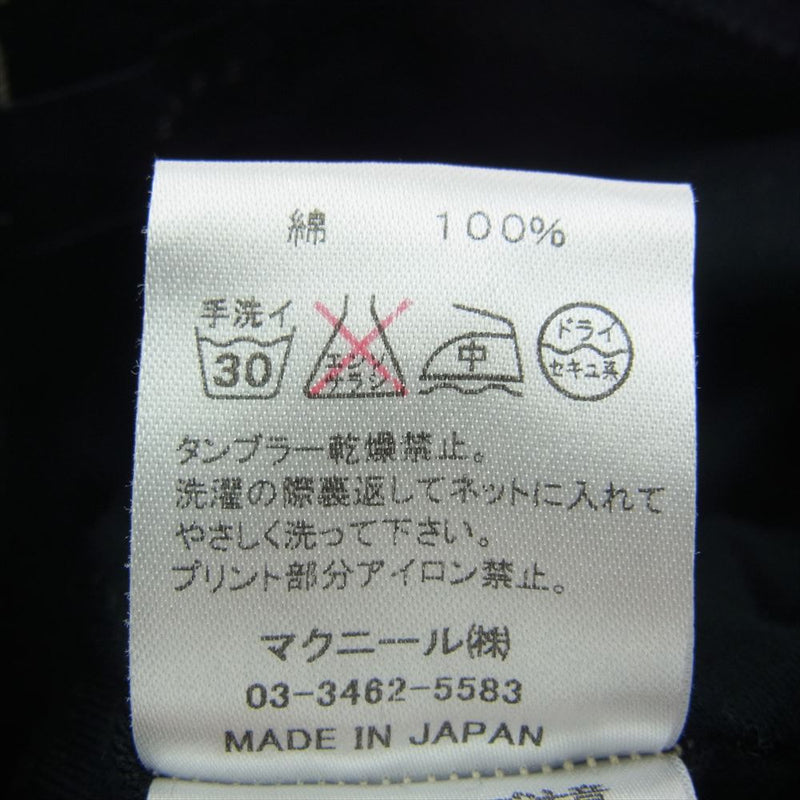 綿 100%
手洗イ
30
エンソ
サラシ
中
ドライ
セキユ系
タンブラー乾燥禁止。
洗濯の際裏返してネットに入れて
やさしく洗って下さい。
プリント部分アイロン禁止。
マクニール(株)
03-3462-5583
MADE IN JAPAN